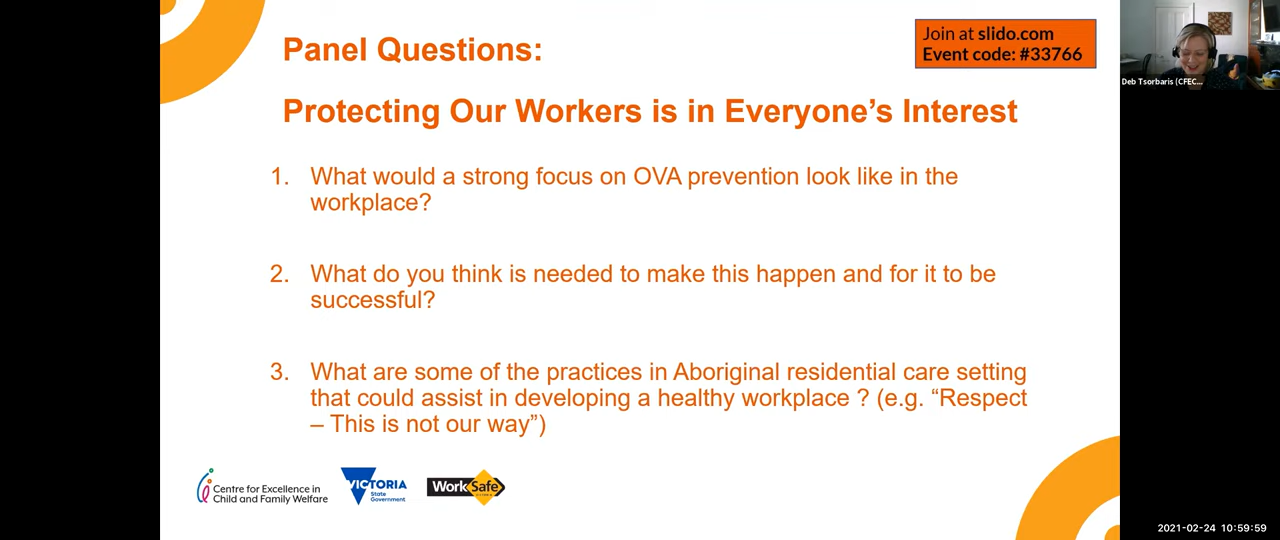 Panel Questions:
Join at slido.com
Event code: #33766
Deb Tsorbaris (CFEC...
Protecting Our Workers is in Everyone’s Interest
1. What would a strong focus on OVA prevention look like in the
workplace?
2. What do you think is needed to make this happen and for it to be
successful?
3. What are some of the practices in Aboriginal residential care setting
that could assist in developing a healthy workplace ? (e.g. “Respect
– This is not our way”)
Centre for Excellence in
Child and Family Welfare
VICTORIA
State
Government
WorkSafe
2021-02-24 10:59:59